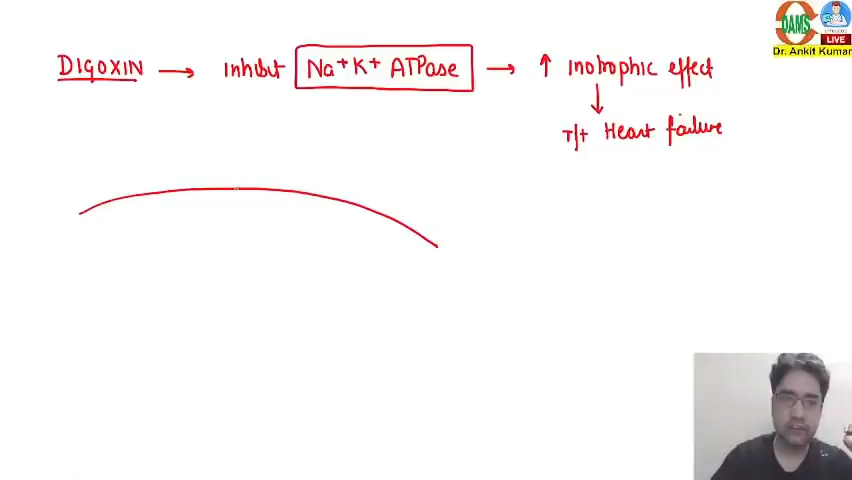 DIGOXIN → inhibit Na+K+ ATPase → ↑ inotrophic effect
↓
T/t Heart failure
DAMS
LIVE
Dr. Ankit Kumar